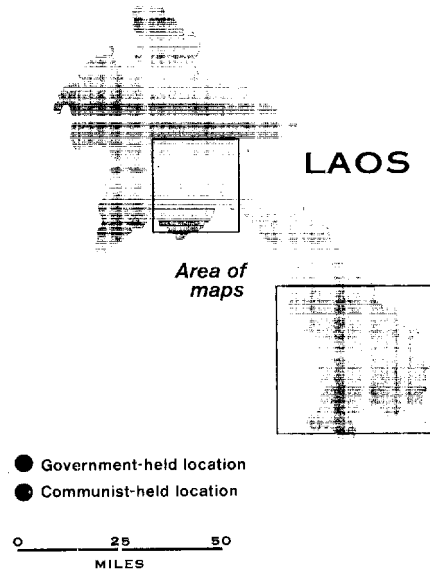 LAOS
Area of
maps
Government-held location
Communist-held location
0 25 50
MILES